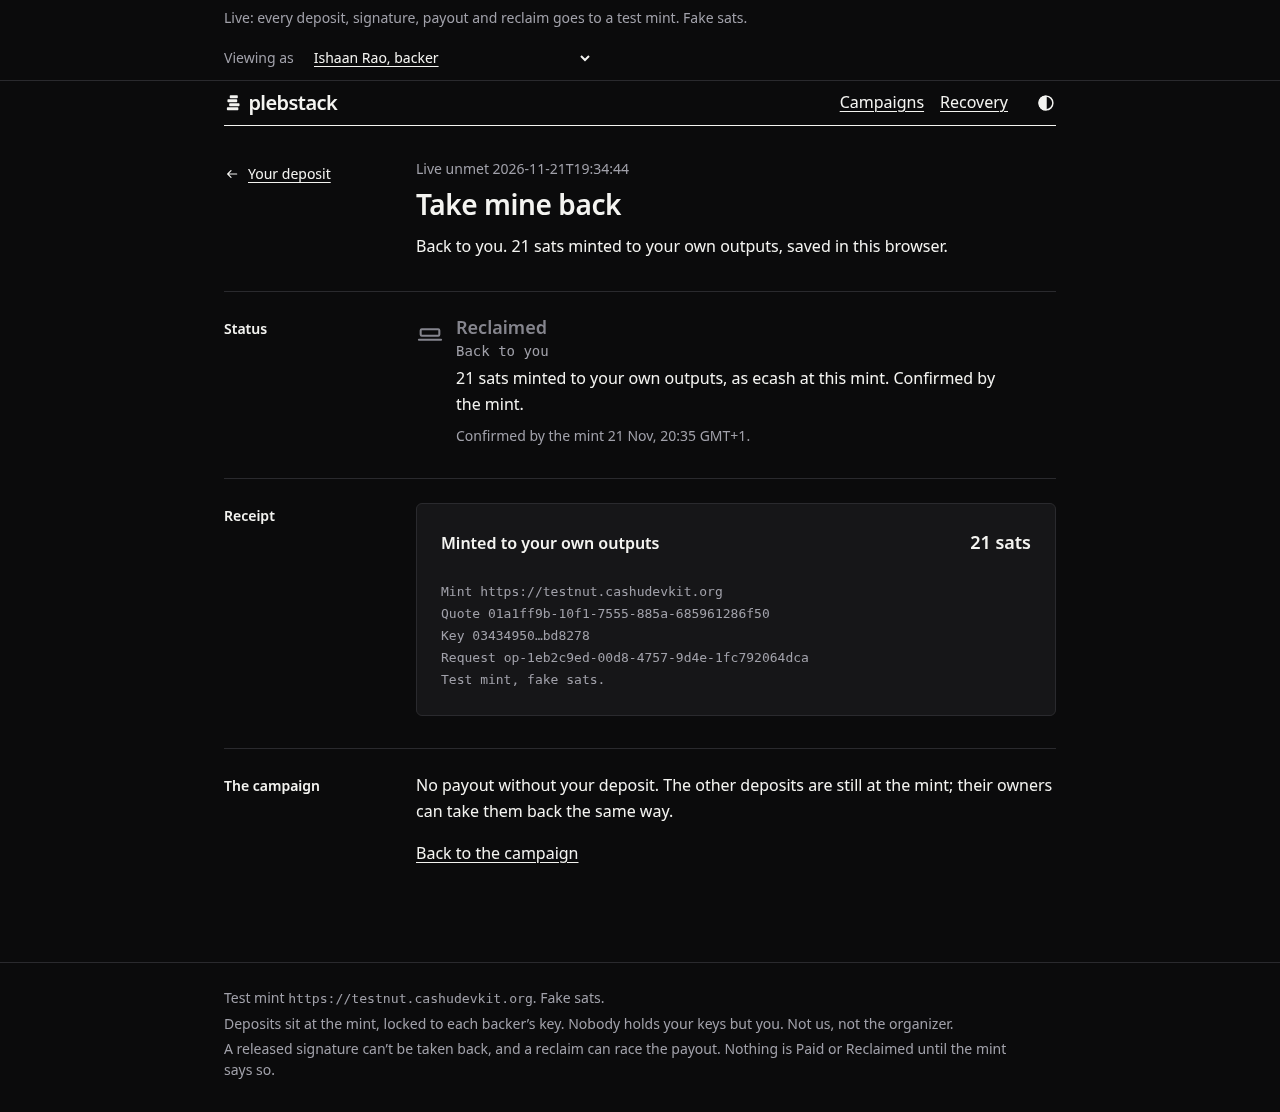 Live: every deposit, signature, payout and reclaim goes to a test mint. Fake sats.
Viewing as Ishaan Rao, backer
plebstack
Campaigns Recovery
← Your deposit
Live unmet 2026-11-21T19:34:44
Take mine back
Back to you. 21 sats minted to your own outputs, saved in this browser.
Status
Reclaimed
Back to you
21 sats minted to your own outputs, as ecash at this mint. Confirmed by
the mint.
Confirmed by the mint 21 Nov, 20:35 GMT+1.
Receipt
Minted to your own outputs 21 sats
Mint https://testnut.cashudevkit.org
Quote 01a1ff9b-10f1-7555-885a-685961286f50
Key 03434950…bd8278
Request op-1eb2c9ed-00d8-4757-9d4e-1fc792064dca
Test mint, fake sats.
The campaign
No payout without your deposit. The other deposits are still at the mint; their owners
can take them back the same way.
Back to the campaign
Test mint https://testnut.cashudevkit.org. Fake sats.
Deposits sit at the mint, locked to each backer’s key. Nobody holds your keys but you. Not us, not the organizer.
A released signature can’t be taken back, and a reclaim can race the payout. Nothing is Paid or Reclaimed until the mint
says so.